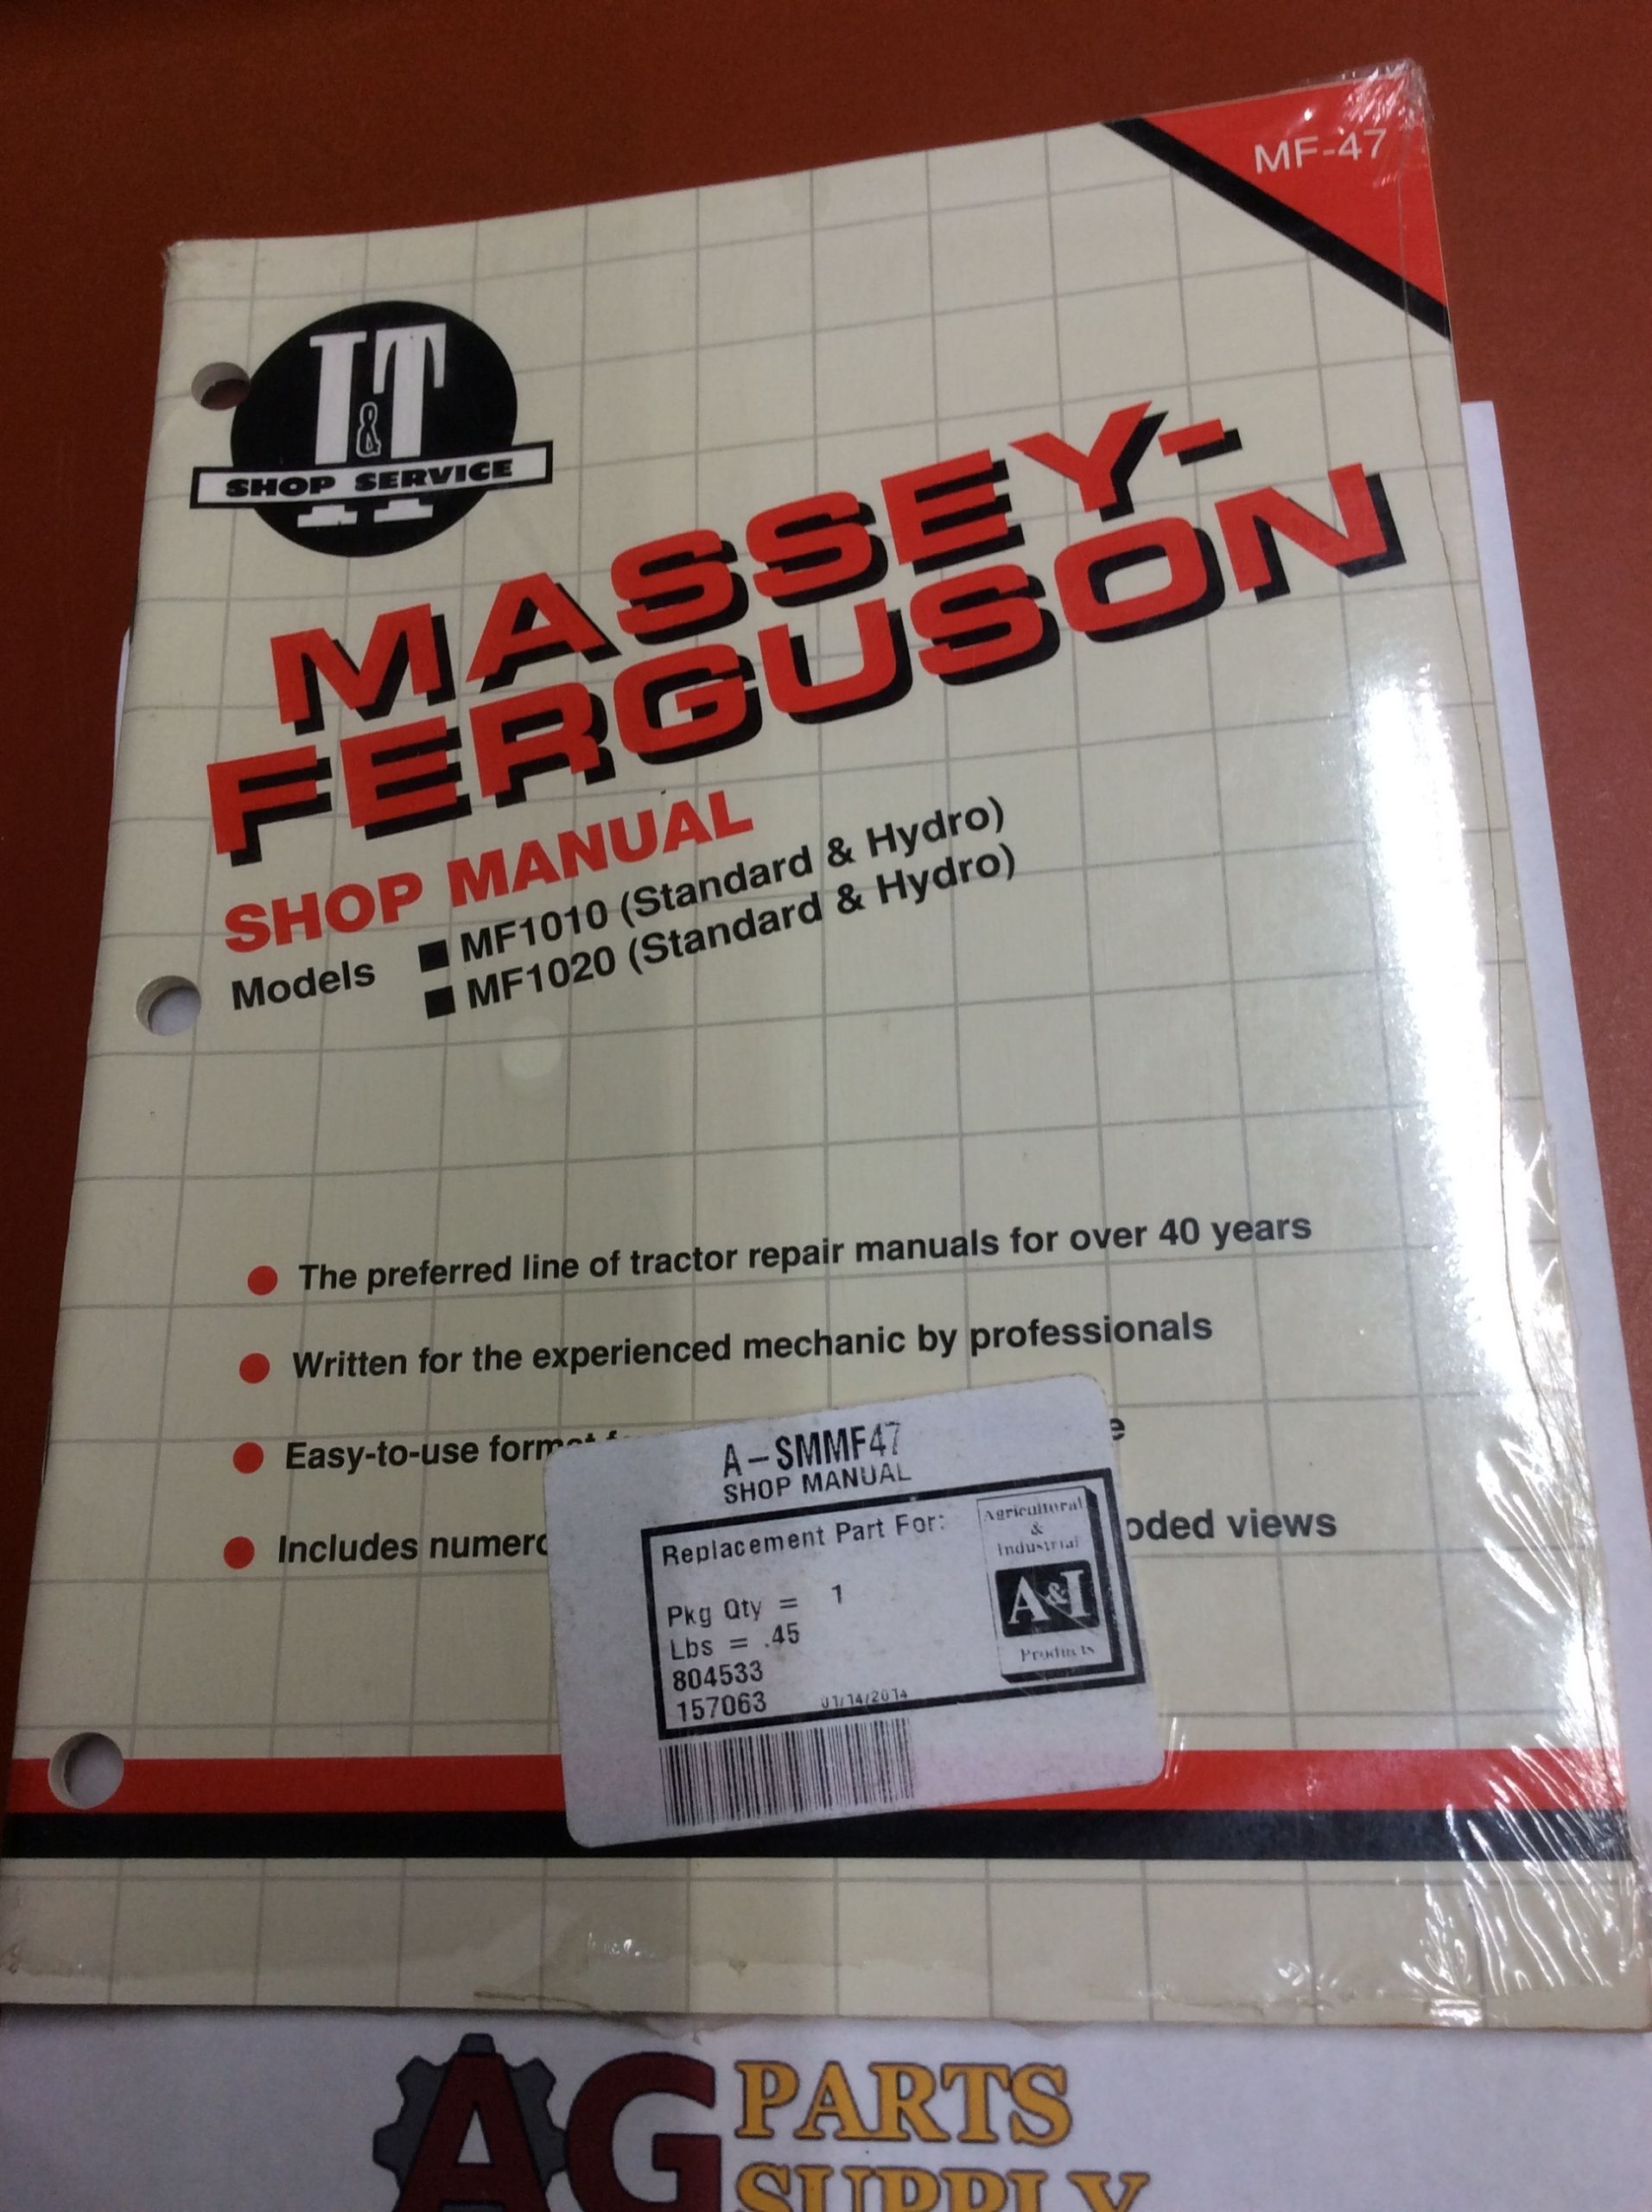 MF-47
I&T
SHOP SERVICE
MASSEY-
FERGUSON
SHOP MANUAL
Models ■ MF1010 (Standard & Hydro)
■ MF1020 (Standard & Hydro)
● The preferred line of tractor repair manuals for over 40 years
● Written for the experienced mechanic by professionals
● Easy-to-use format
● Includes views
A-SMMF47
SHOP MANUAL
Replacement Part For:
Pkg Qty = 1
Lbs = .45
804533
157063 01/14/2014
Agricultural
&
Industrial
A&I
Products
AG PARTS
SUPPLY